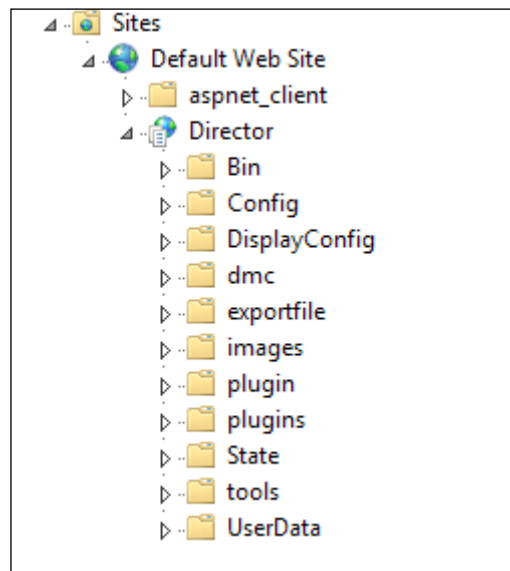 Sites
Default Web Site
aspnet_client
Director
Bin
Config
DisplayConfig
dmc
exportfile
images
plugin
plugins
State
tools
UserData